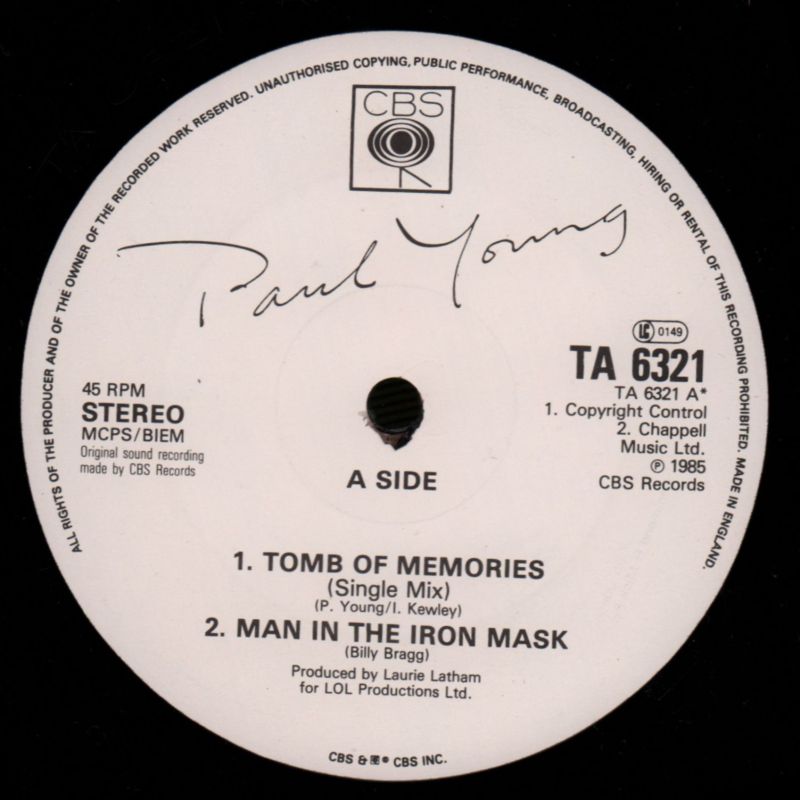 ALL RIGHTS OF THE PRODUCER AND OF THE OWNER OF THE RECORDED WORK RESERVED. UNAUTHORISED COPYING, PUBLIC PERFORMANCE, BROADCASTING, HIRING OR RENTAL OF THIS RECORDING PROHIBITED. MADE IN ENGLAND.
CBS
Paul Young
LC 0149
TA 6321
TA 6321 A*
1. Copyright Control
2. Chappell
Music Ltd.
℗ 1985
CBS Records
45 RPM
STEREO
MCPS/BIEM
Original sound recording
made by CBS Records
A SIDE
1. TOMB OF MEMORIES
(Single Mix)
(P. Young/I. Kewley)
2. MAN IN THE IRON MASK
(Billy Bragg)
Produced by Laurie Latham
for LOL Productions Ltd.
CBS & ® CBS INC.